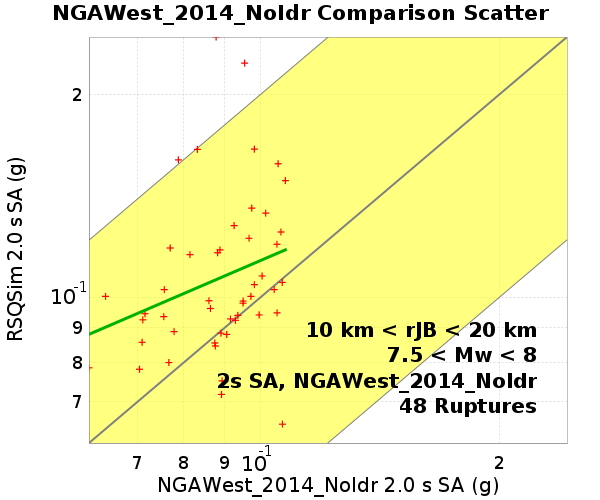 NGAWest_2014_NoIdr Comparison Scatter
RSQSim 2.0 s SA (g)
2
10⁻¹
9
8
7
10 km < rJB < 20 km
7.5 < Mw < 8
2s SA, NGAWest_2014_NoIdr
48 Ruptures
7 8 9 10⁻¹ 2
NGAWest_2014_NoIdr 2.0 s SA (g)